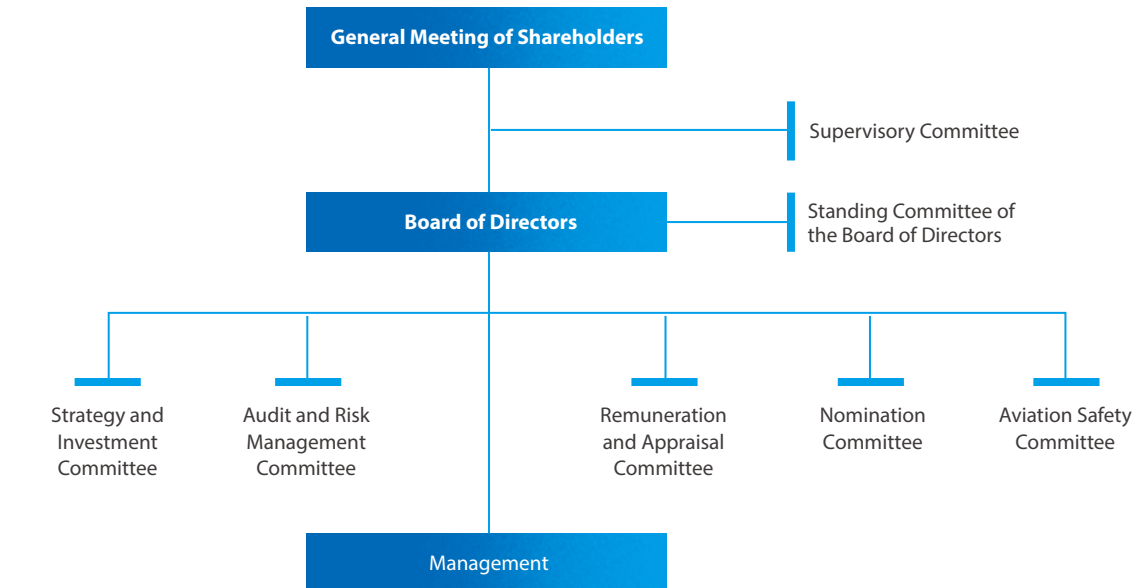 General Meeting of Shareholders
Supervisory Committee
Board of Directors
Standing Committee of
the Board of Directors
Strategy and
Investment
Committee
Audit and Risk
Management
Committee
Remuneration
and Appraisal
Committee
Nomination
Committee
Aviation Safety
Committee
Management